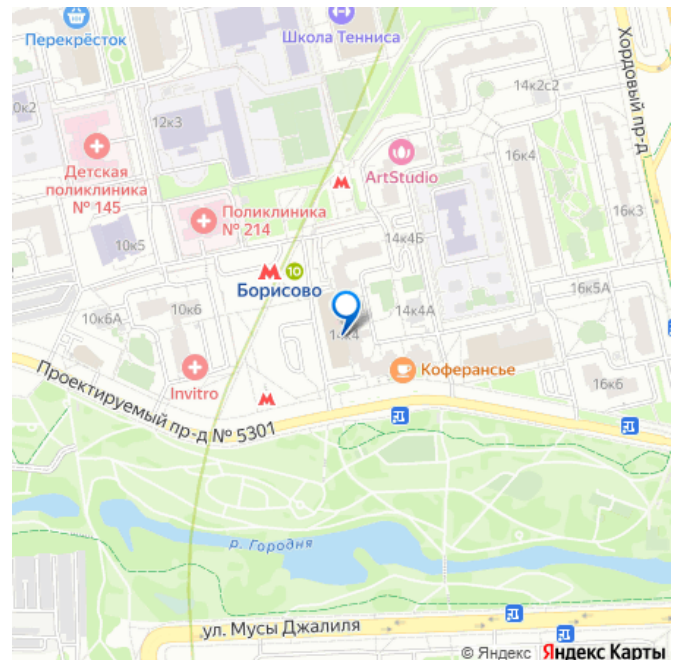 Перекрёсток
Школа Тенниса
Хордовый пр-д
14к2с2
12к3
16к4
Детская
поликлиника
№ 145
ArtStudio
Поликлиника
№ 214
16к3
10к5
14к4Б
10
Борисово
16к5А
10к6
14к4А
10к6А
Invitro
Коферансье
16к6
Проектируемый пр-д № 5301
р. Городня
ул. Мусы Джалиля
© Яндекс Яндекс Карты